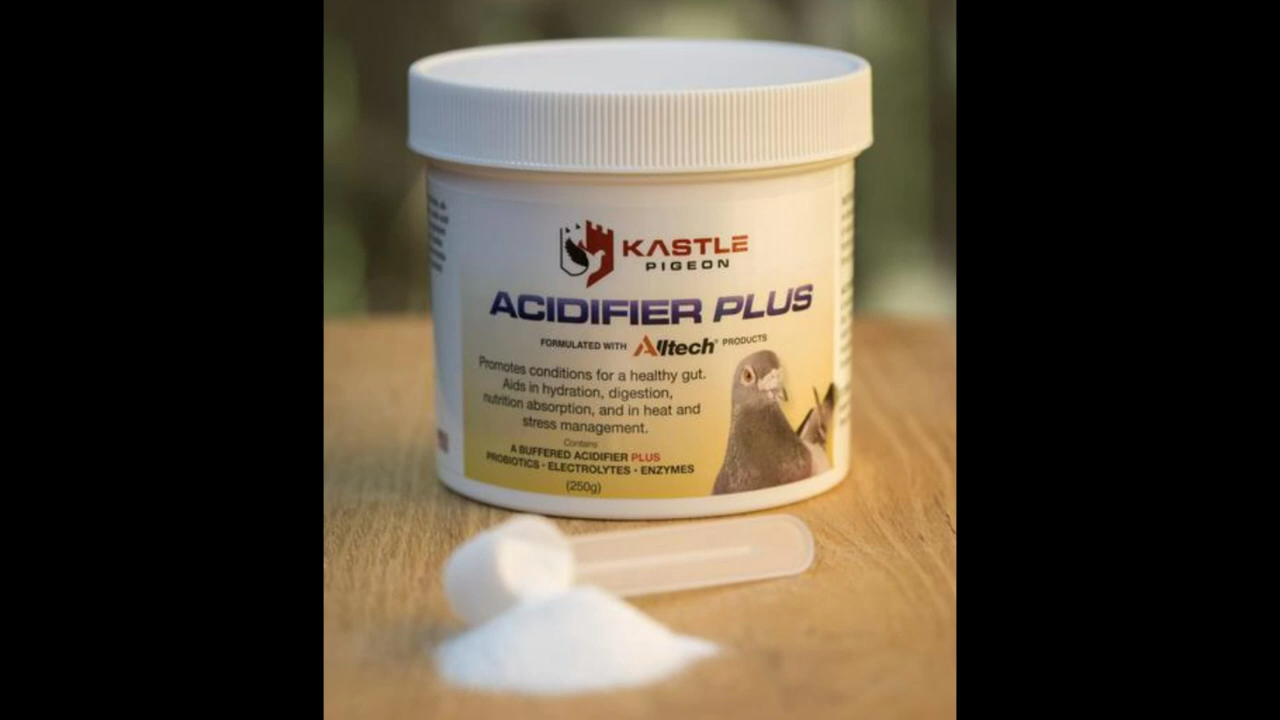 KASTLE
PIGEON
ACIDIFIER PLUS
FORMULATED WITH Alltech® PRODUCTS
Promotes conditions for a healthy gut.
Aids in hydration, digestion,
nutrition absorption, and in heat and
stress management.
Contains
A BUFFERED ACIDIFIER PLUS
PROBIOTICS · ELECTROLYTES · ENZYMES
(250g)